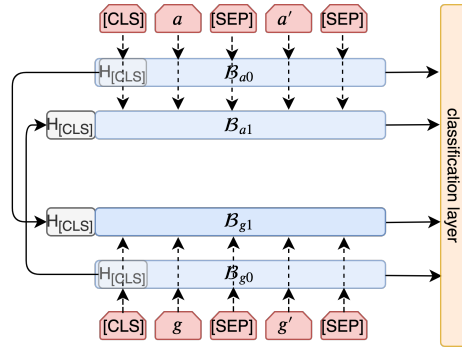 [CLS] a [SEP] a′ [SEP]
H[CLS] ℬa0
H[CLS] ℬa1
H[CLS] ℬg1
H[CLS] ℬg0
[CLS] g [SEP] g′ [SEP]
classification layer